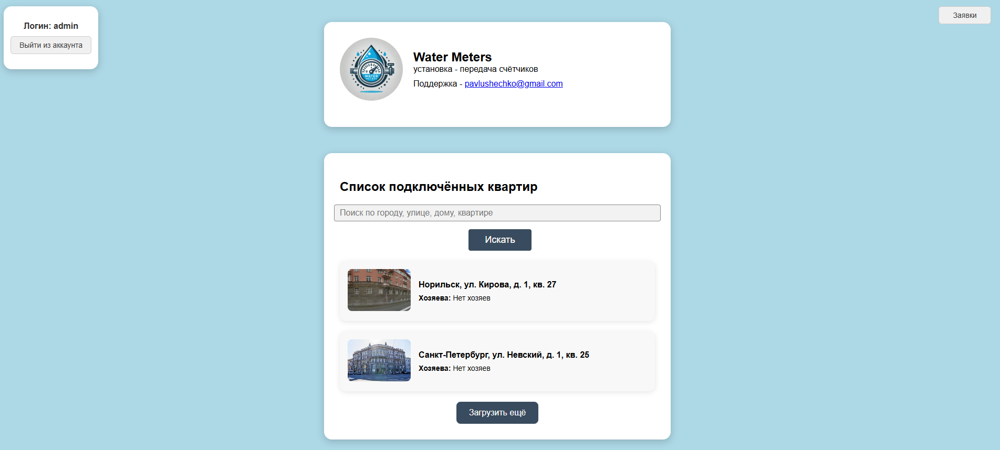 Логин: admin
Выйти из аккаунта
Заявки
WATER
METERS
Water Meters
установка - передача счётчиков
Поддержка - pavlushechko@gmail.com
Список подключённых квартир
Поиск по городу, улице, дому, квартире
Искать
Норильск, ул. Кирова, д. 1, кв. 27
Хозяева: Нет хозяев
Санкт-Петербург, ул. Невский, д. 1, кв. 25
Хозяева: Нет хозяев
Загрузить ещё